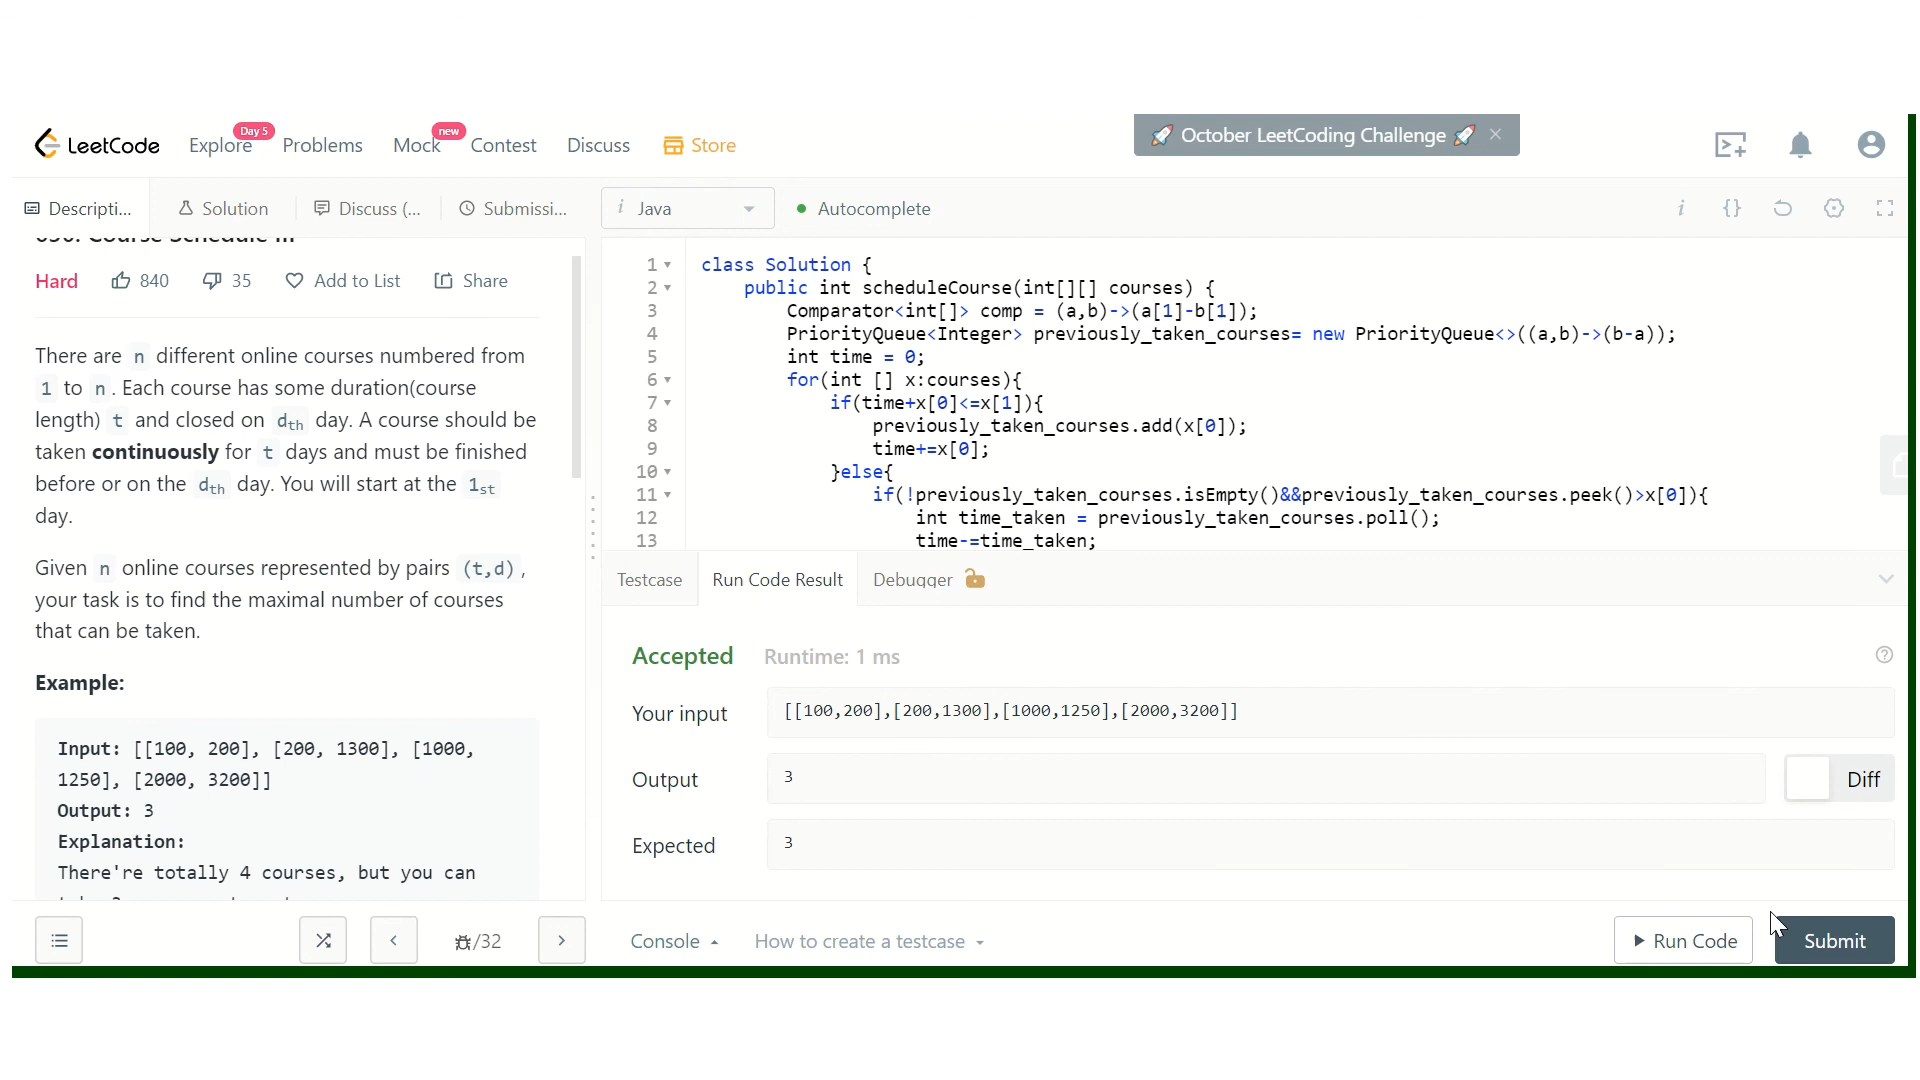 LeetCode
Explore Day 5
Problems
Mock new
Contest
Discuss
Store
🚀 October LeetCoding Challenge 🚀 ×
Descripti...
Solution
Discuss (...
Submissi...
i Java
Autocomplete
i
{}
Hard
840
35
Add to List
Share
There are n different online courses numbered from
1 to n. Each course has some duration(course
length) t and closed on dth day. A course should be
taken continuously for t days and must be finished
before or on the dth day. You will start at the 1st
day.
Given n online courses represented by pairs (t,d),
your task is to find the maximal number of courses
that can be taken.
Example:
Input: [[100, 200], [200, 1300], [1000,
1250], [2000, 3200]]
Output: 3
Explanation:
There're totally 4 courses, but you can
1 class Solution {
2 public int scheduleCourse(int[][] courses) {
3 Comparator<int[]> comp = (a,b)->(a[1]-b[1]);
4 PriorityQueue<Integer> previously_taken_courses= new PriorityQueue<>((a,b)->(b-a));
5 int time = 0;
6 for(int [] x:courses){
7 if(time+x[0]<=x[1]){
8 previously_taken_courses.add(x[0]);
9 time+=x[0];
10 }else{
11 if(!previously_taken_courses.isEmpty()&&previously_taken_courses.peek()>x[0]){
12 int time_taken = previously_taken_courses.poll();
13 time-=time_taken;
Testcase
Run Code Result
Debugger
Accepted Runtime: 1 ms
Your input
[[100,200],[200,1300],[1000,1250],[2000,3200]]
Output
3
Diff
Expected
3
/32
Console
How to create a testcase
Run Code
Submit